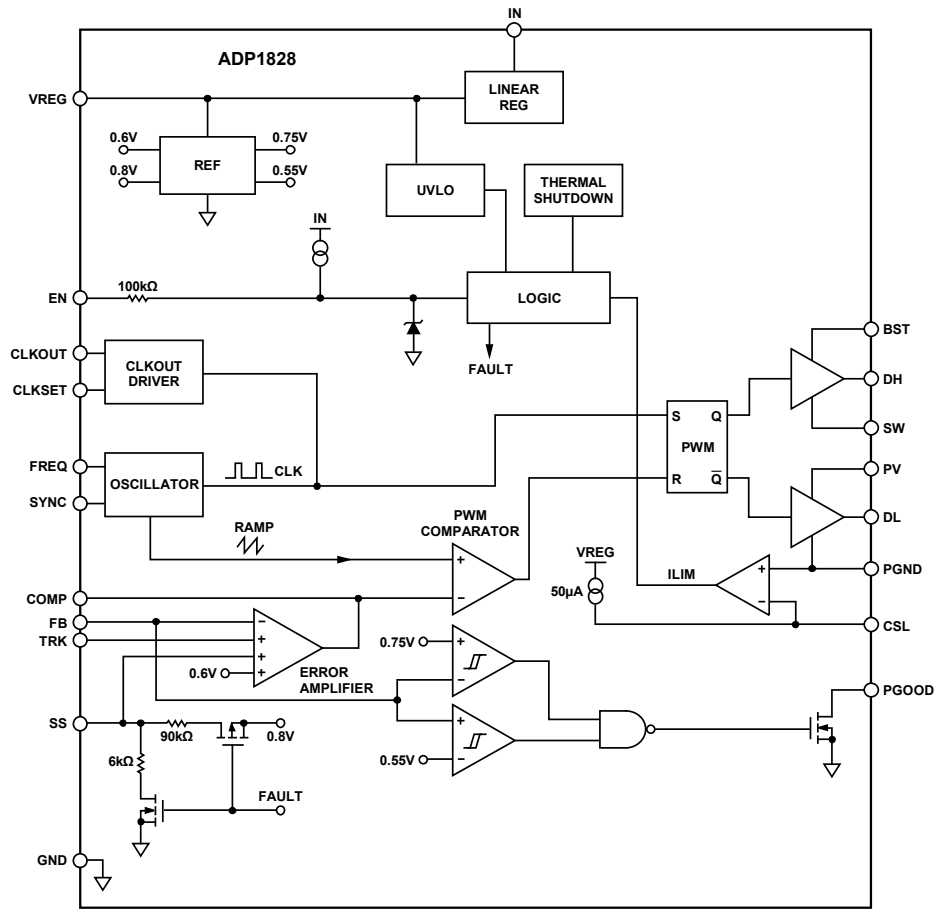 IN
ADP1828
LINEAR
REG
VREG
0.6V
0.75V
REF
0.8V
0.55V
UVLO
THERMAL
SHUTDOWN
IN
EN
100kΩ
LOGIC
FAULT
CLKOUT
CLKSET
CLKOUT
DRIVER
BST
DH
SW
S
Q
PWM
R
Q̅
FREQ
SYNC
OSCILLATOR
CLK
PV
DL
RAMP
PWM
COMPARATOR
+
–
VREG
50µA
ILIM
+
–
PGND
CSL
COMP
FB
TRK
–
+
+
+
0.6V
ERROR
AMPLIFIER
0.75V
+
–
+
–
0.55V
PGOOD
SS
90kΩ
0.8V
6kΩ
FAULT
GND